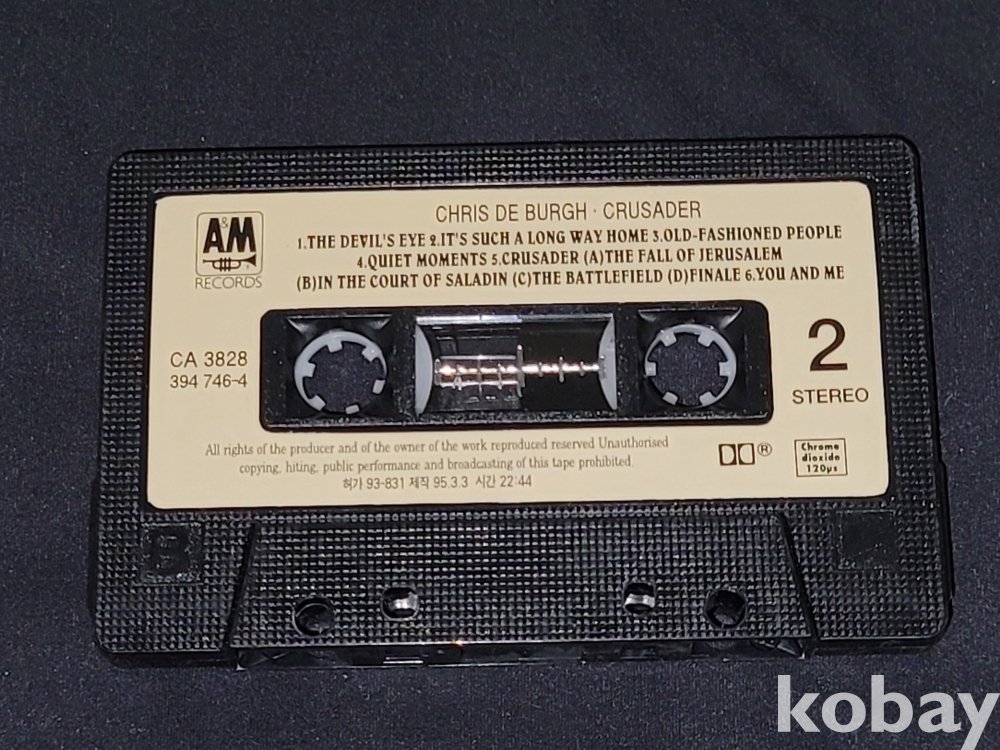 CHRIS DE BURGH · CRUSADER
A&M
RECORDS
1.THE DEVIL'S EYE 2.IT'S SUCH A LONG WAY HOME 3.OLD-FASHIONED PEOPLE
4.QUIET MOMENTS 5.CRUSADER (A)THE FALL OF JERUSALEM
(B)IN THE COURT OF SALADIN (C)THE BATTLEFIELD (D)FINALE 6.YOU AND ME
CA 3828
394 746-4
2
STEREO
All rights of the producer and of the owner of the work reproduced reserved Unauthorised
copying, hiting, public performance and broadcasting of this tape prohibited.
허가 93-831 제작 95.3.3 시간 22:44
Chrome
dioxide
120µs
B
kobay